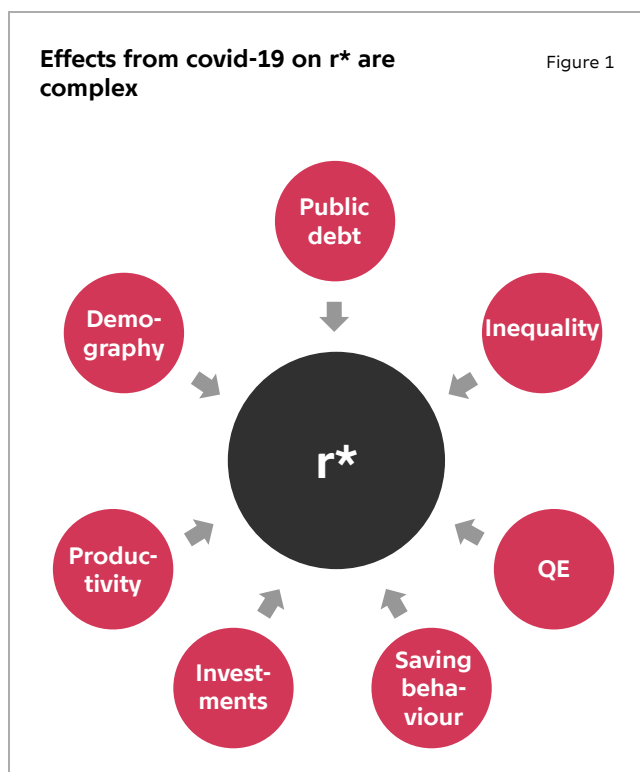 Effects from covid-19 on r* are
complex
Figure 1
Public
debt
Demo-
graphy
Inequality
r*
Produc-
tivity
QE
Invest-
ments
Saving
beha-
viour